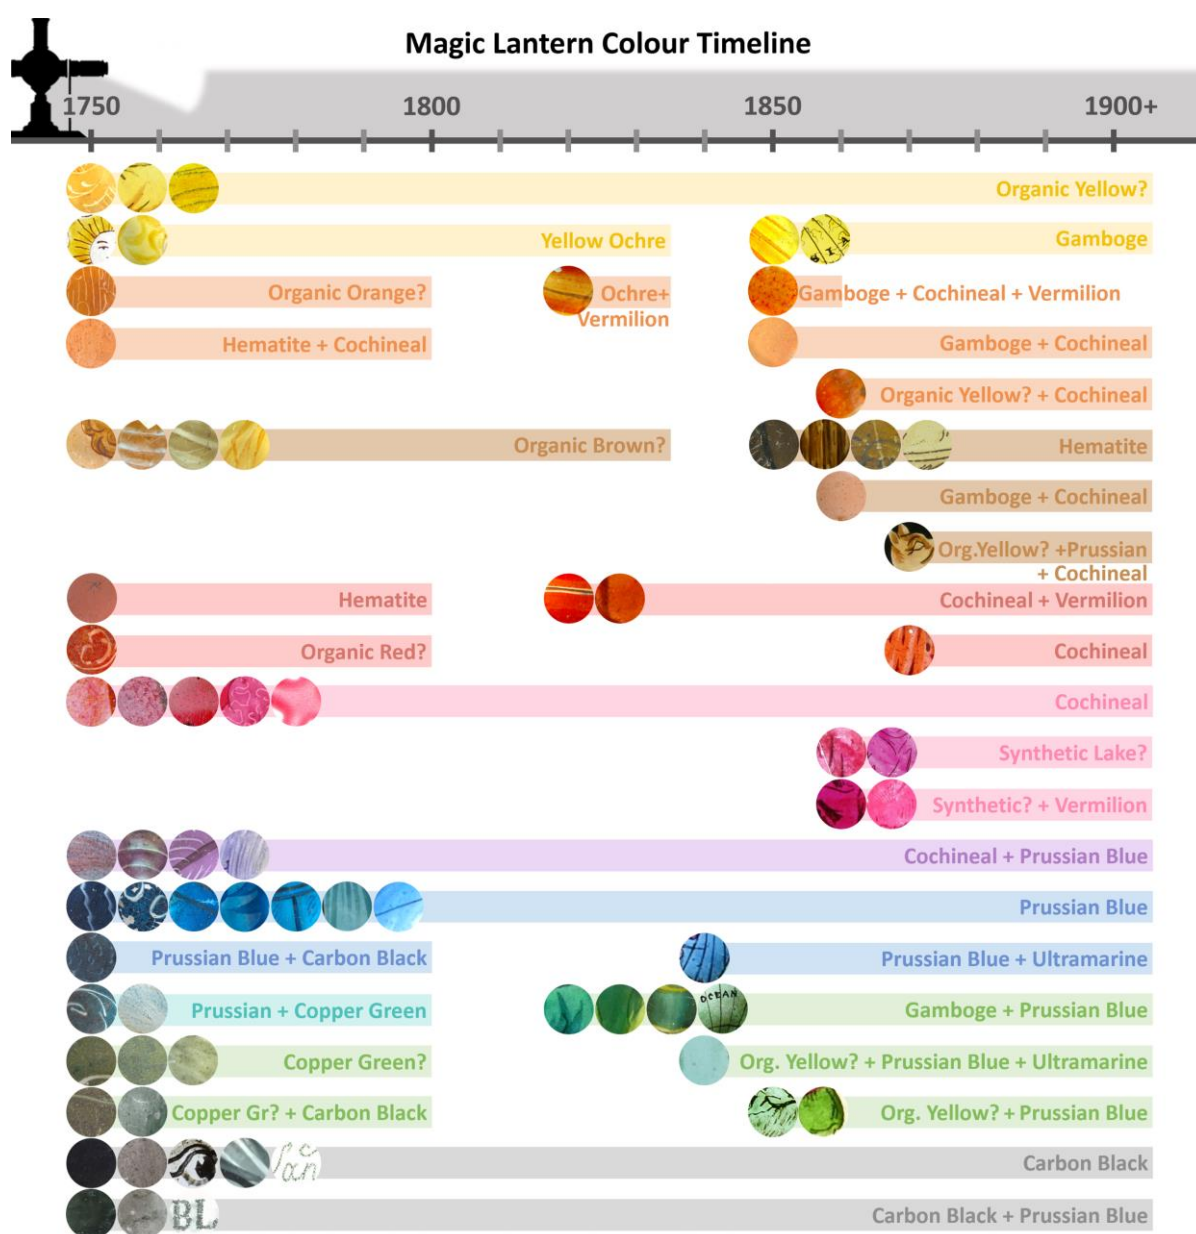 Magic Lantern Colour Timeline
1750 1800 1850 1900+
Organic Yellow?
Yellow Ochre Gamboge
Organic Orange? Ochre+ Gamboge + Cochineal + Vermilion
Vermilion
Hematite + Cochineal Gamboge + Cochineal
Organic Yellow? + Cochineal
Organic Brown? Hematite
Gamboge + Cochineal
Org.Yellow? +Prussian
+ Cochineal
Hematite Cochineal + Vermilion
Organic Red? Cochineal
Cochineal
Synthetic Lake?
Synthetic? + Vermilion
Cochineal + Prussian Blue
Prussian Blue
Prussian Blue + Carbon Black Prussian Blue + Ultramarine
Prussian + Copper Green OCEAN Gamboge + Prussian Blue
Copper Green? Org. Yellow? + Prussian Blue + Ultramarine
Copper Gr? + Carbon Black Org. Yellow? + Prussian Blue
an Carbon Black
BL Carbon Black + Prussian Blue